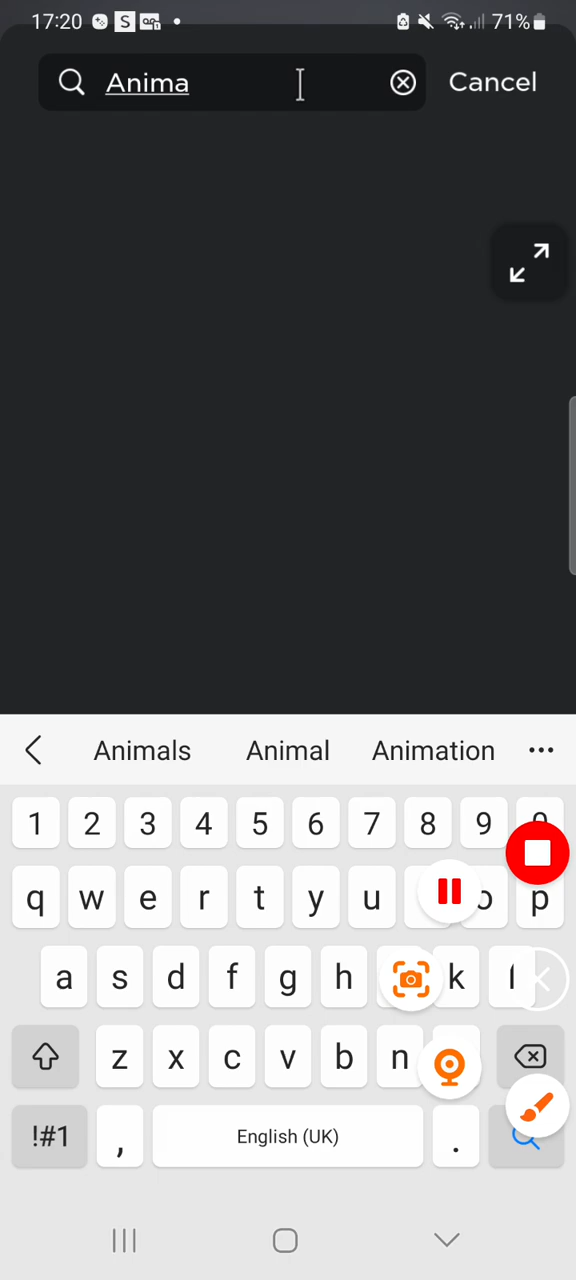 17:20 S 71%
Anima Cancel
Animals Animal Animation
1 2 3 4 5 6 7 8 9 0
q w e r t y u o p
a s d f g h k l
z x c v b n
!#1 , English (UK) .